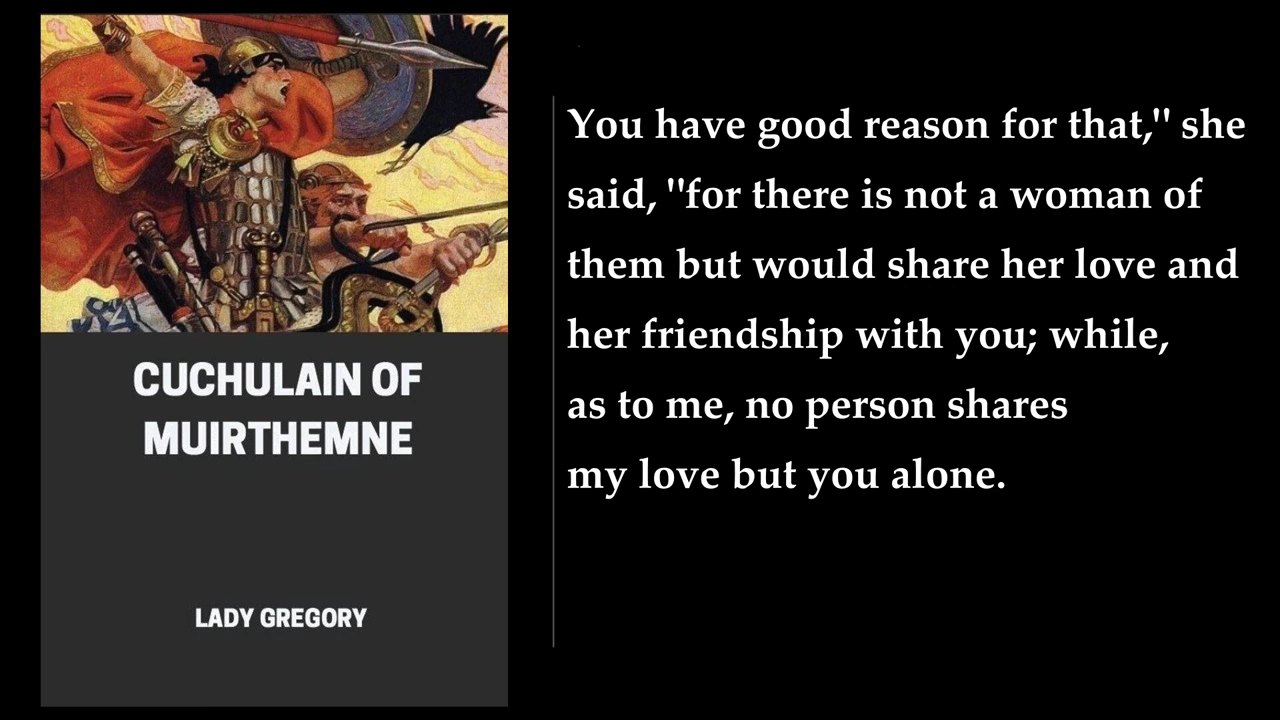 CUCHULAIN OF
MUIRTHEMNE
LADY GREGORY
You have good reason for that," she
said, "for there is not a woman of
them but would share her love and
her friendship with you; while,
as to me, no person shares
my love but you alone.